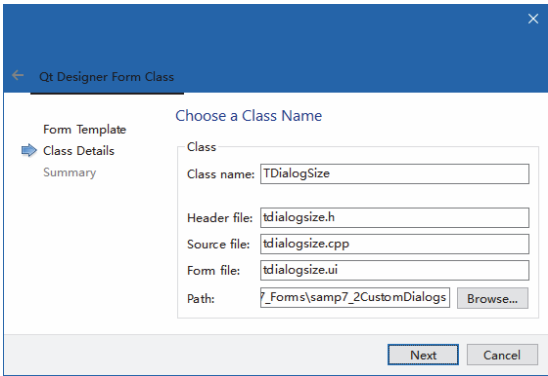 Qt Designer Form Class
Choose a Class Name
Form Template
Class Details
Summary
Class
Class name: TDialogSize
Header file: tdialogsize.h
Source file: tdialogsize.cpp
Form file: tdialogsize.ui
Path: 7_Forms\samp7_2CustomDialogs Browse...
Next Cancel